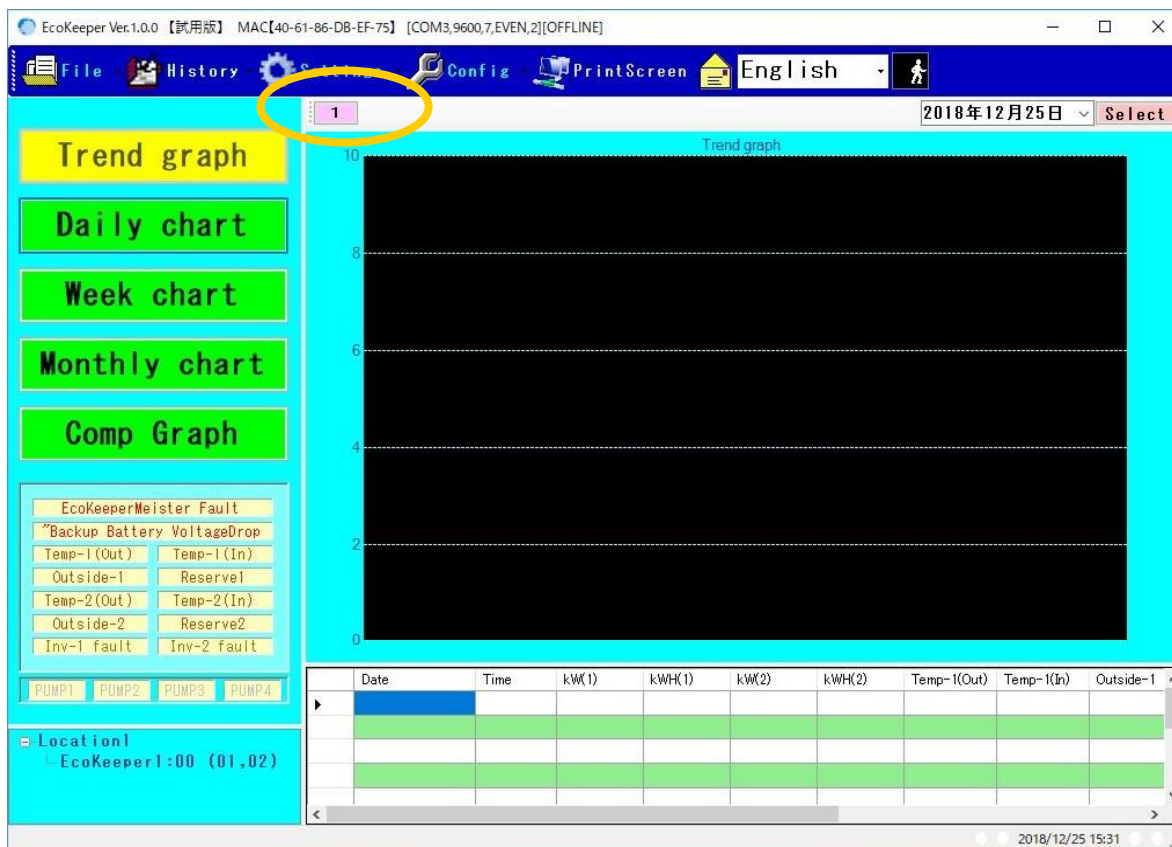 EcoKeeper Ver.1.0.0 【試用版】 MAC【40-61-86-DB-EF-75】 [COM3,9600,7,EVEN,2][OFFLINE]
File History Settings Config PrintScreen English
1 2018年12月25日 Select
Trend graph
Daily chart
Week chart
Monthly chart
Comp Graph
Trend graph
10
8
6
4
2
0
EcoKeeperMeister Fault
"Backup Battery VoltageDrop
Temp-1(Out) Temp-1(In)
Outside-1 Reserve1
Temp-2(Out) Temp-2(In)
Outside-2 Reserve2
Inv-1 fault Inv-2 fault
PUMP1 PUMP2 PUMP3 PUMP4
Location1
EcoKeeper1:00 (01,02)
Date Time kW(1) kWH(1) kW(2) kWH(2) Temp-1(Out) Temp-1(In) Outside-1
2018/12/25 15:31